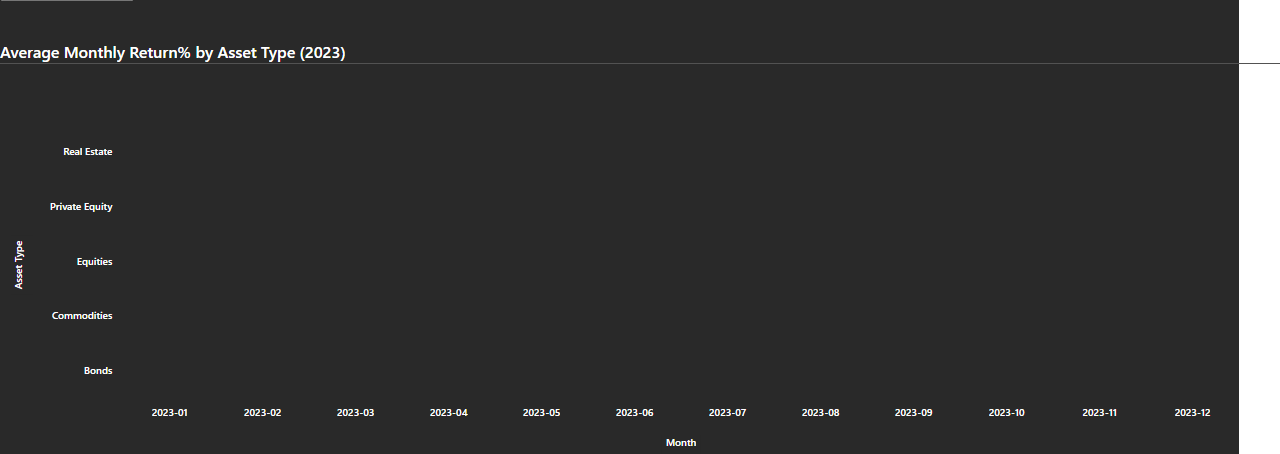 Average Monthly Return% by Asset Type (2023)
Asset Type
Real Estate
Private Equity
Equities
Commodities
Bonds
2023-01 2023-02 2023-03 2023-04 2023-05 2023-06 2023-07 2023-08 2023-09 2023-10 2023-11 2023-12
Month